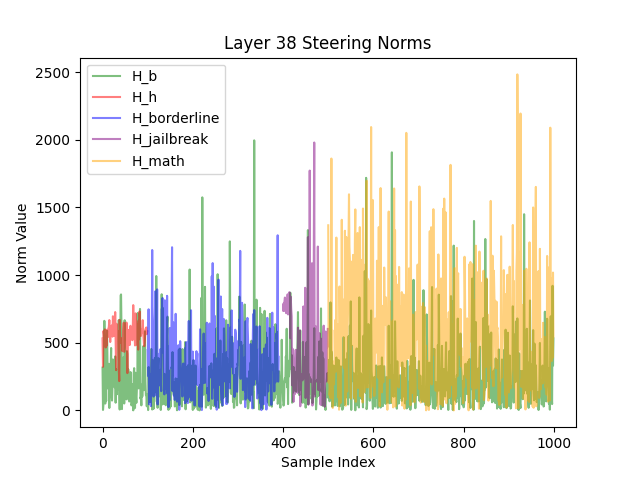 Layer 38 Steering Norms
H_b
H_h
H_borderline
H_jailbreak
H_math
2500
2000
1500
1000
500
0
Norm Value
0 200 400 600 800 1000
Sample Index